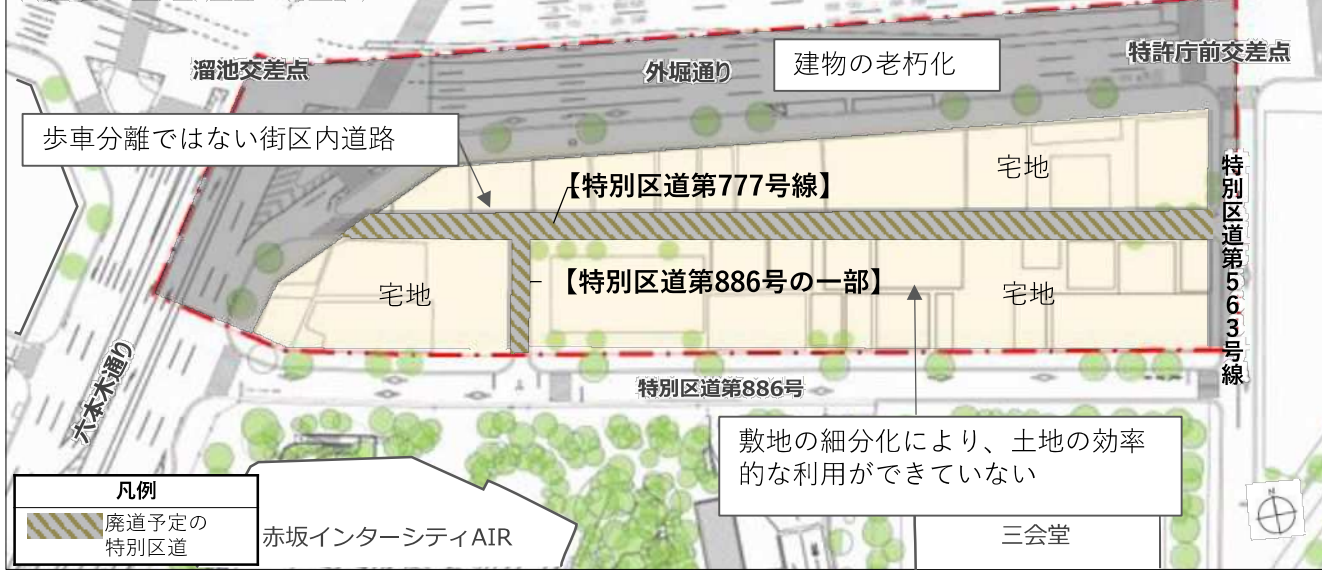 溜池交差点
外堀通り
建物の老朽化
特許庁前交差点
歩車分離ではない街区内道路
宅地
【特別区道第777号線】
特別区道第563号線
【特別区道第886号の一部】
宅地
宅地
六本木通り
特別区道第886号
敷地の細分化により、土地の効率
的な利用ができていない
凡例
廃道予定の
特別区道
赤坂インターシティAIR
三会堂
N